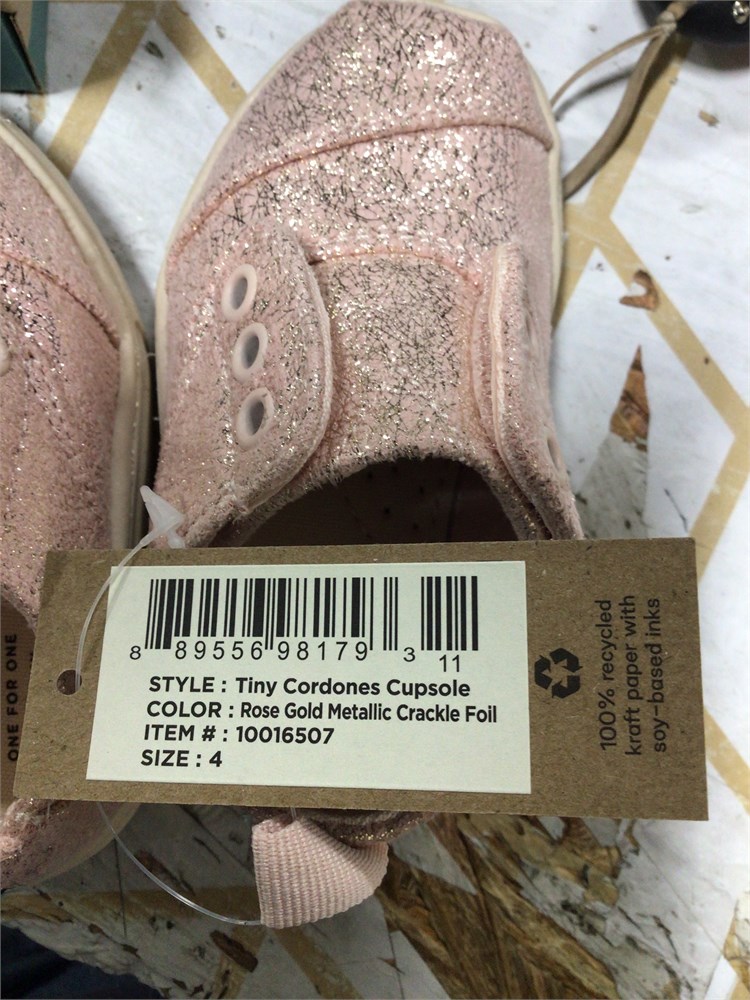 8 89556 98179 3 11
STYLE : Tiny Cordones Cupsole
COLOR : Rose Gold Metallic Crackle Foil
ITEM # : 10016507
SIZE : 4
100% recycled
kraft paper with
soy-based inks
ONE FOR ONE